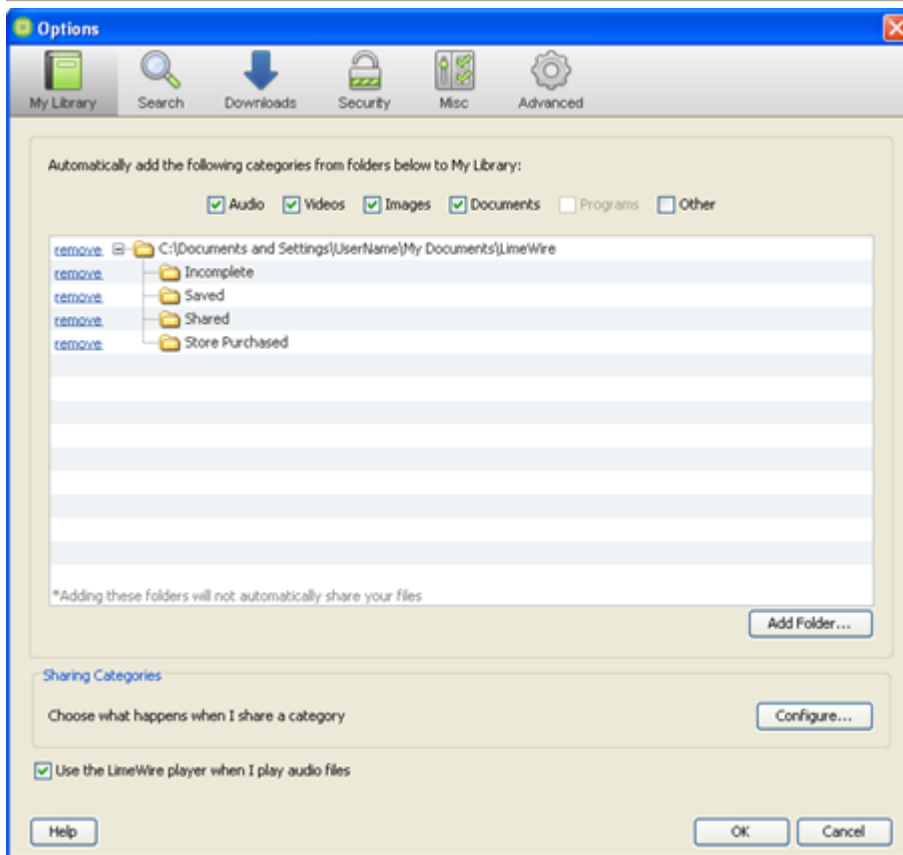 Options
My Library Search Downloads Security Misc Advanced
Automatically add the following categories from folders below to My Library:
Audio Videos Images Documents Programs Other
remove C:\Documents and Settings\UserName\My Documents\LimeWire
remove Incomplete
remove Saved
remove Shared
remove Store Purchased
*Adding these folders will not automatically share your files
Add Folder...
Sharing Categories
Choose what happens when I share a category Configure...
Use the LimeWire player when I play audio files
Help OK Cancel